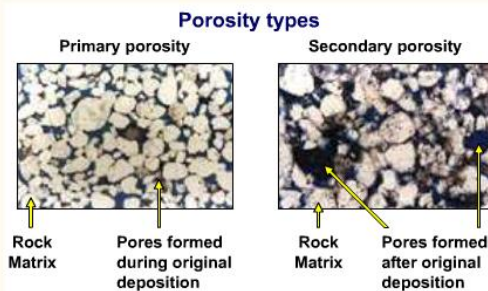 Porosity types
Primary porosity
Secondary porosity
Rock
Matrix
Pores formed
during original
deposition
Rock
Matrix
Pores formed
after original
deposition